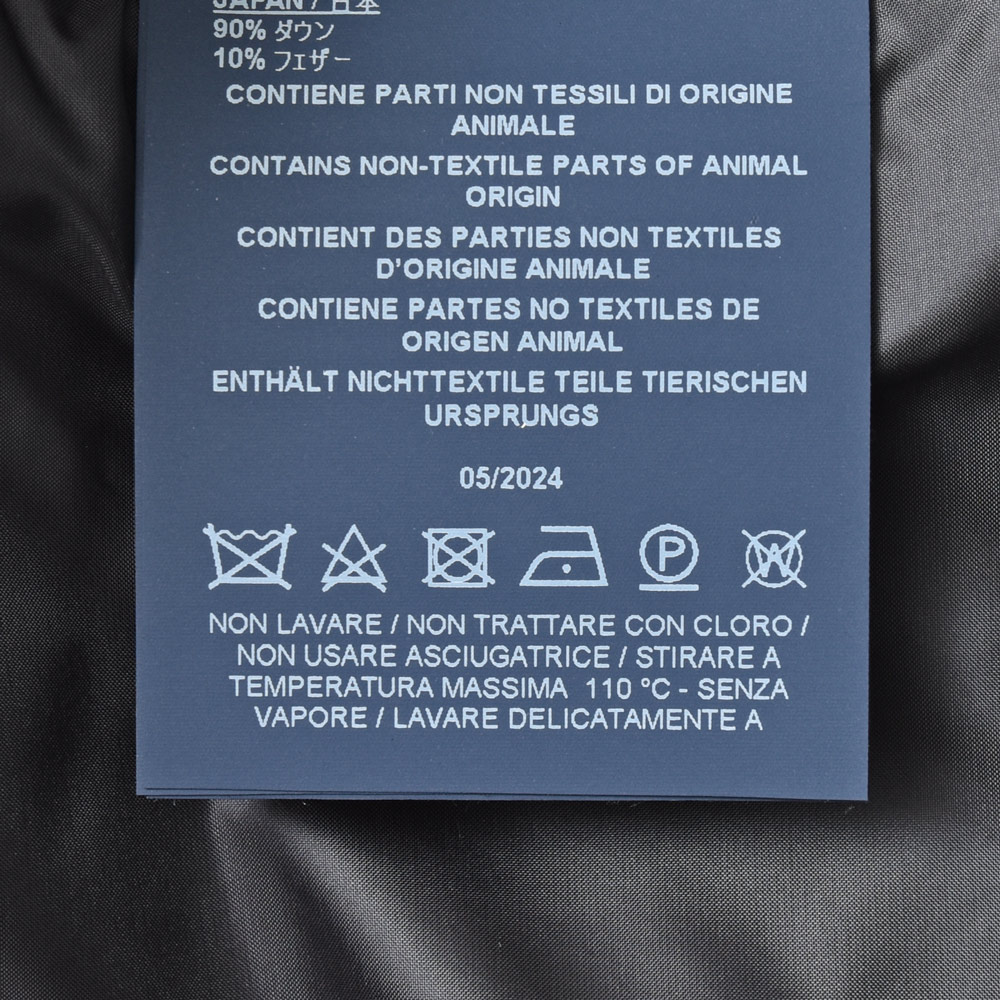 JAPAN / 日本
90% ダウン
10% フェザー
CONTIENE PARTI NON TESSILI DI ORIGINE
ANIMALE
CONTAINS NON-TEXTILE PARTS OF ANIMAL
ORIGIN
CONTIENT DES PARTIES NON TEXTILES
D'ORIGINE ANIMALE
CONTIENE PARTES NO TEXTILES DE
ORIGEN ANIMAL
ENTHÄLT NICHTTEXTILE TEILE TIERISCHEN
URSPRUNGS
05/2024
P W
NON LAVARE / NON TRATTARE CON CLORO /
NON USARE ASCIUGATRICE / STIRARE A
TEMPERATURA MASSIMA 110 °C - SENZA
VAPORE / LAVARE DELICATAMENTE A